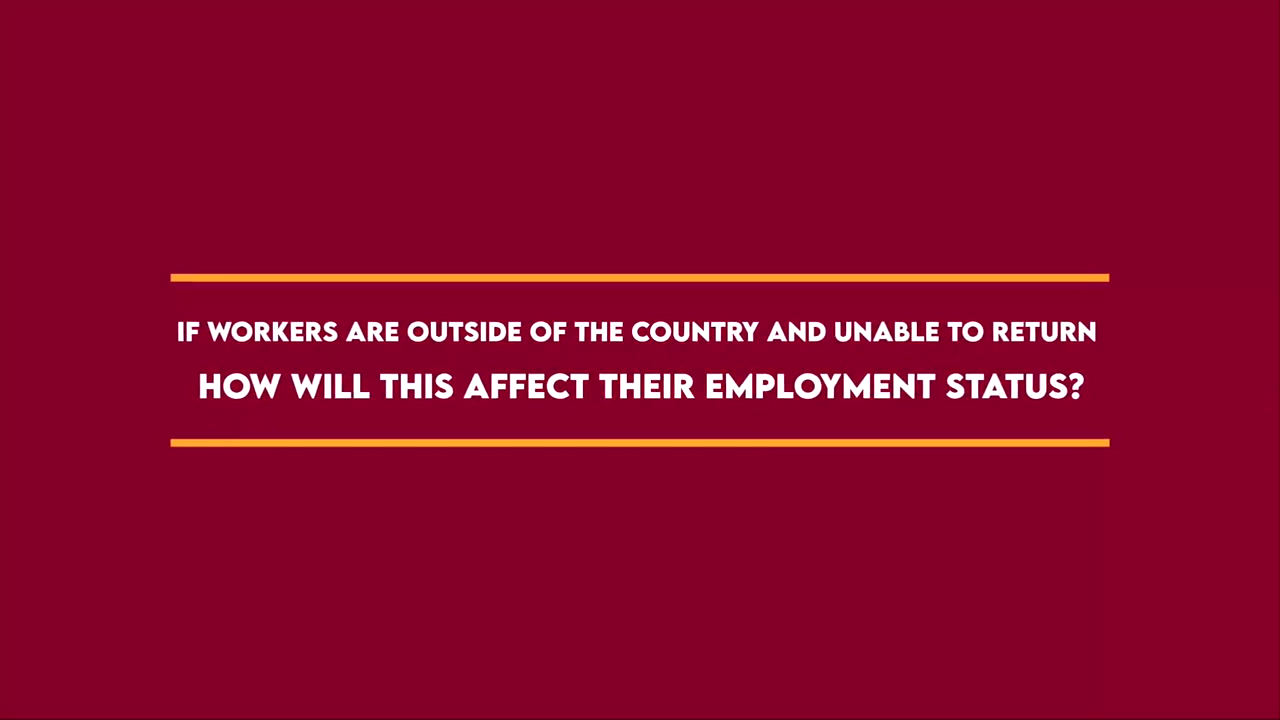 IF WORKERS ARE OUTSIDE OF THE COUNTRY AND UNABLE TO RETURN
HOW WILL THIS AFFECT THEIR EMPLOYMENT STATUS?